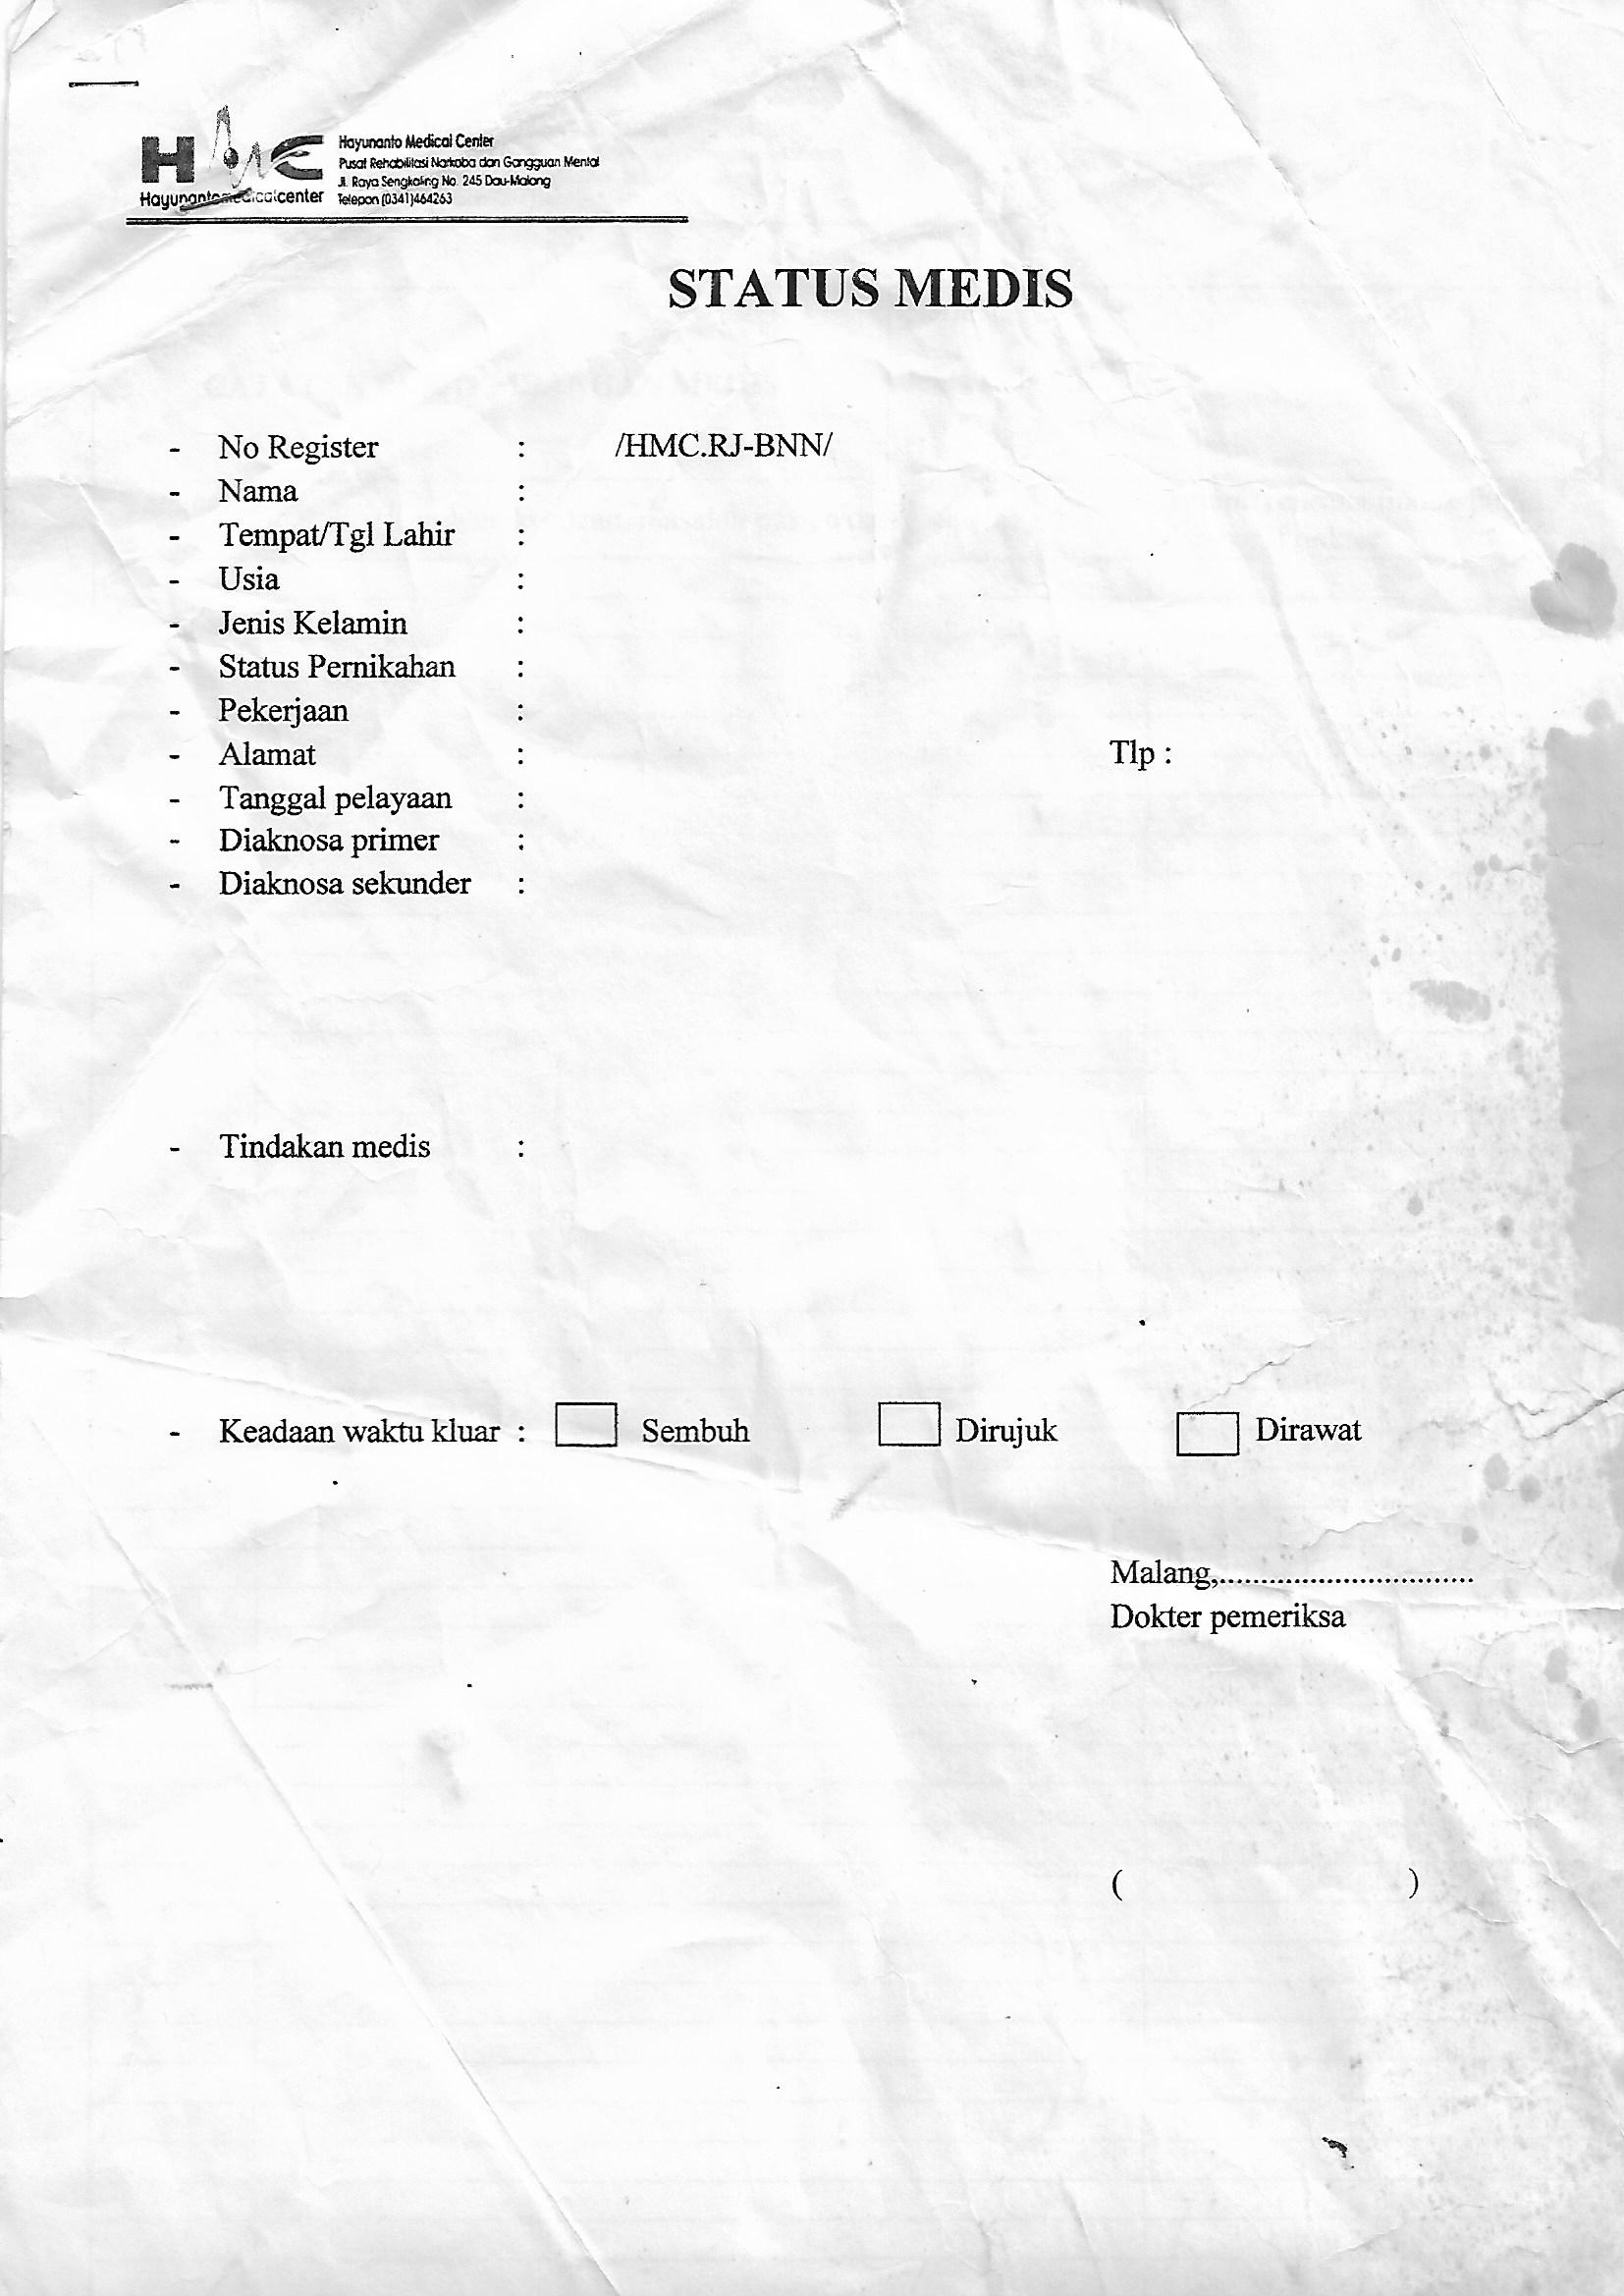 HMC
Hayunantomedicalcenter
Hayunanto Medical Center
Pusat Rehabilitasi Narkoba dan Gangguan Mental
Jl. Raya Sengkaling No. 245 Dau-Malang
Telepon (0341)464263
STATUS MEDIS
- No Register : /HMC.RJ-BNN/
- Nama :
- Tempat/Tgl Lahir :
- Usia :
- Jenis Kelamin :
- Status Pernikahan :
- Pekerjaan :
- Alamat : Tlp :
- Tanggal pelayaan :
- Diaknosa primer :
- Diaknosa sekunder :
- Tindakan medis :
- Keadaan waktu kluar : Sembuh Dirujuk Dirawat
Malang,...............................
Dokter pemeriksa
( )